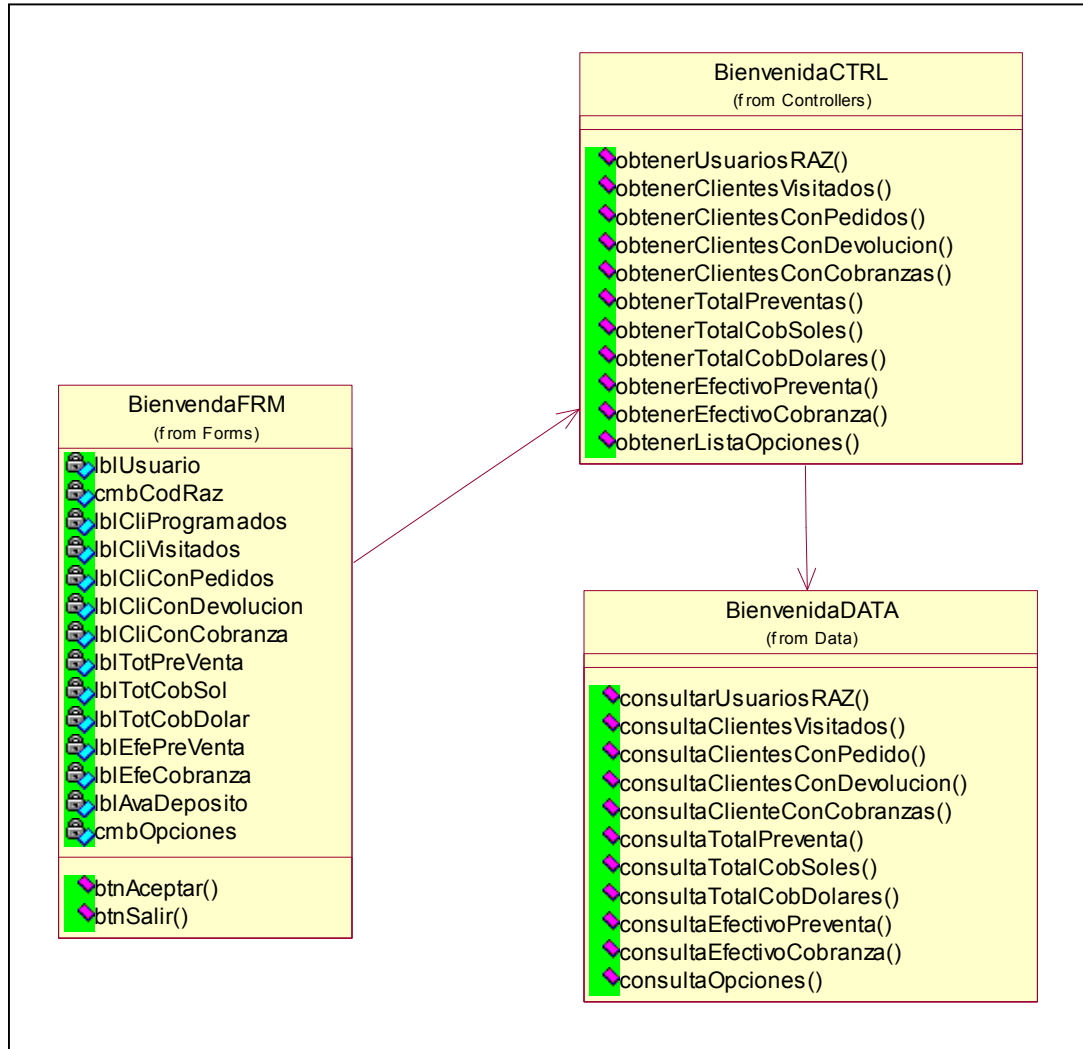 BienvenidaCTRL
(from Controllers)
obtenerUsuariosRAZ()
obtenerClientesVisitados()
obtenerClientesConPedidos()
obtenerClientesConDevolucion()
obtenerClientesConCobranzas()
obtenerTotalPreventas()
obtenerTotalCobSoles()
obtenerTotalCobDolares()
obtenerEfectivoPreventa()
obtenerEfectivoCobranza()
obtenerListaOpciones()
BienvendaFRM
(from Forms)
lblUsuario
cmbCodRaz
lblCliProgramados
lblCliVisitados
lblCliConPedidos
lblCliConDevolucion
lblCliConCobranza
lblTotPreVenta
lblTotCobSol
lblTotCobDolar
lblEfePreVenta
lblEfeCobranza
lblAvaDeposito
cmbOpciones
btnAceptar()
btnSalir()
BienvenidaDATA
(from Data)
consultarUsuariosRAZ()
consultaClientesVisitados()
consultaClientesConPedido()
consultaClientesConDevolucion()
consultaClienteConCobranzas()
consultaTotalPreventa()
consultaTotalCobSoles()
consultaTotalCobDolares()
consultaEfectivoPreventa()
consultaEfectivoCobranza()
consultaOpciones()